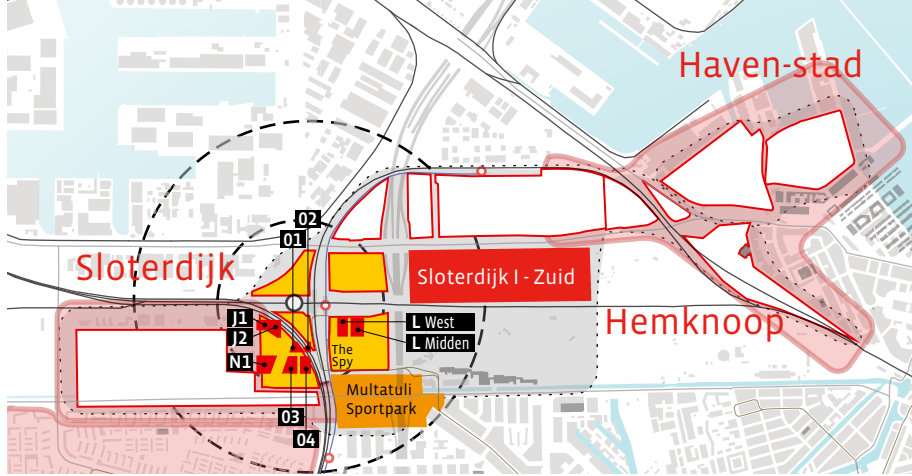 Haven-stad
02
01
Sloterdijk
Sloterdijk I - Zuid
Hemknoop
J1
J2
N1
L West
L Midden
The
Spy
Multatuli
Sportpark
03
04